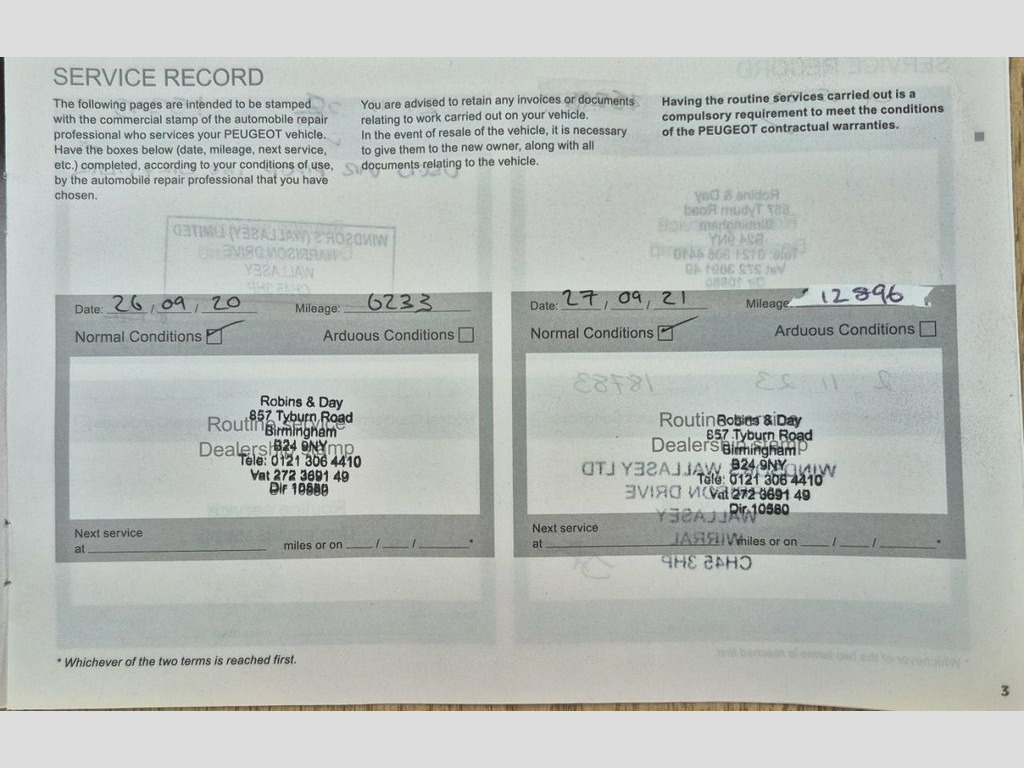 SERVICE RECORD
The following pages are intended to be stamped
with the commercial stamp of the automobile repair
professional who services your PEUGEOT vehicle.
Have the boxes below (date, mileage, next service,
etc.) completed, according to your conditions of use,
by the automobile repair professional that you have
chosen.
You are advised to retain any invoices or documents
relating to work carried out on your vehicle.
In the event of resale of the vehicle, it is necessary
to give them to the new owner, along with all
documents relating to the vehicle.
Having the routine services carried out is a
compulsory requirement to meet the conditions
of the PEUGEOT contractual warranties.
Date: 26 / 09 / 20 Mileage: 6233
Normal Conditions Arduous Conditions
Routine service
Dealership stamp
Robins & Day
857 Tyburn Road
Birmingham
B24 9NY
Tele: 0121 306 4410
Vat 272 3691 49
Dir 10580
Next service
at miles or on / / *
Date: 27 / 09 / 21 Mileage 12896
Normal Conditions Arduous Conditions
Routine service
Dealership stamp
Robins & Day
857 Tyburn Road
Birmingham
B24 9NY
Tele: 0121 306 4410
Vat 272 3691 49
Dir 10580
Next service
at miles or on / / *
* Whichever of the two terms is reached first.
3